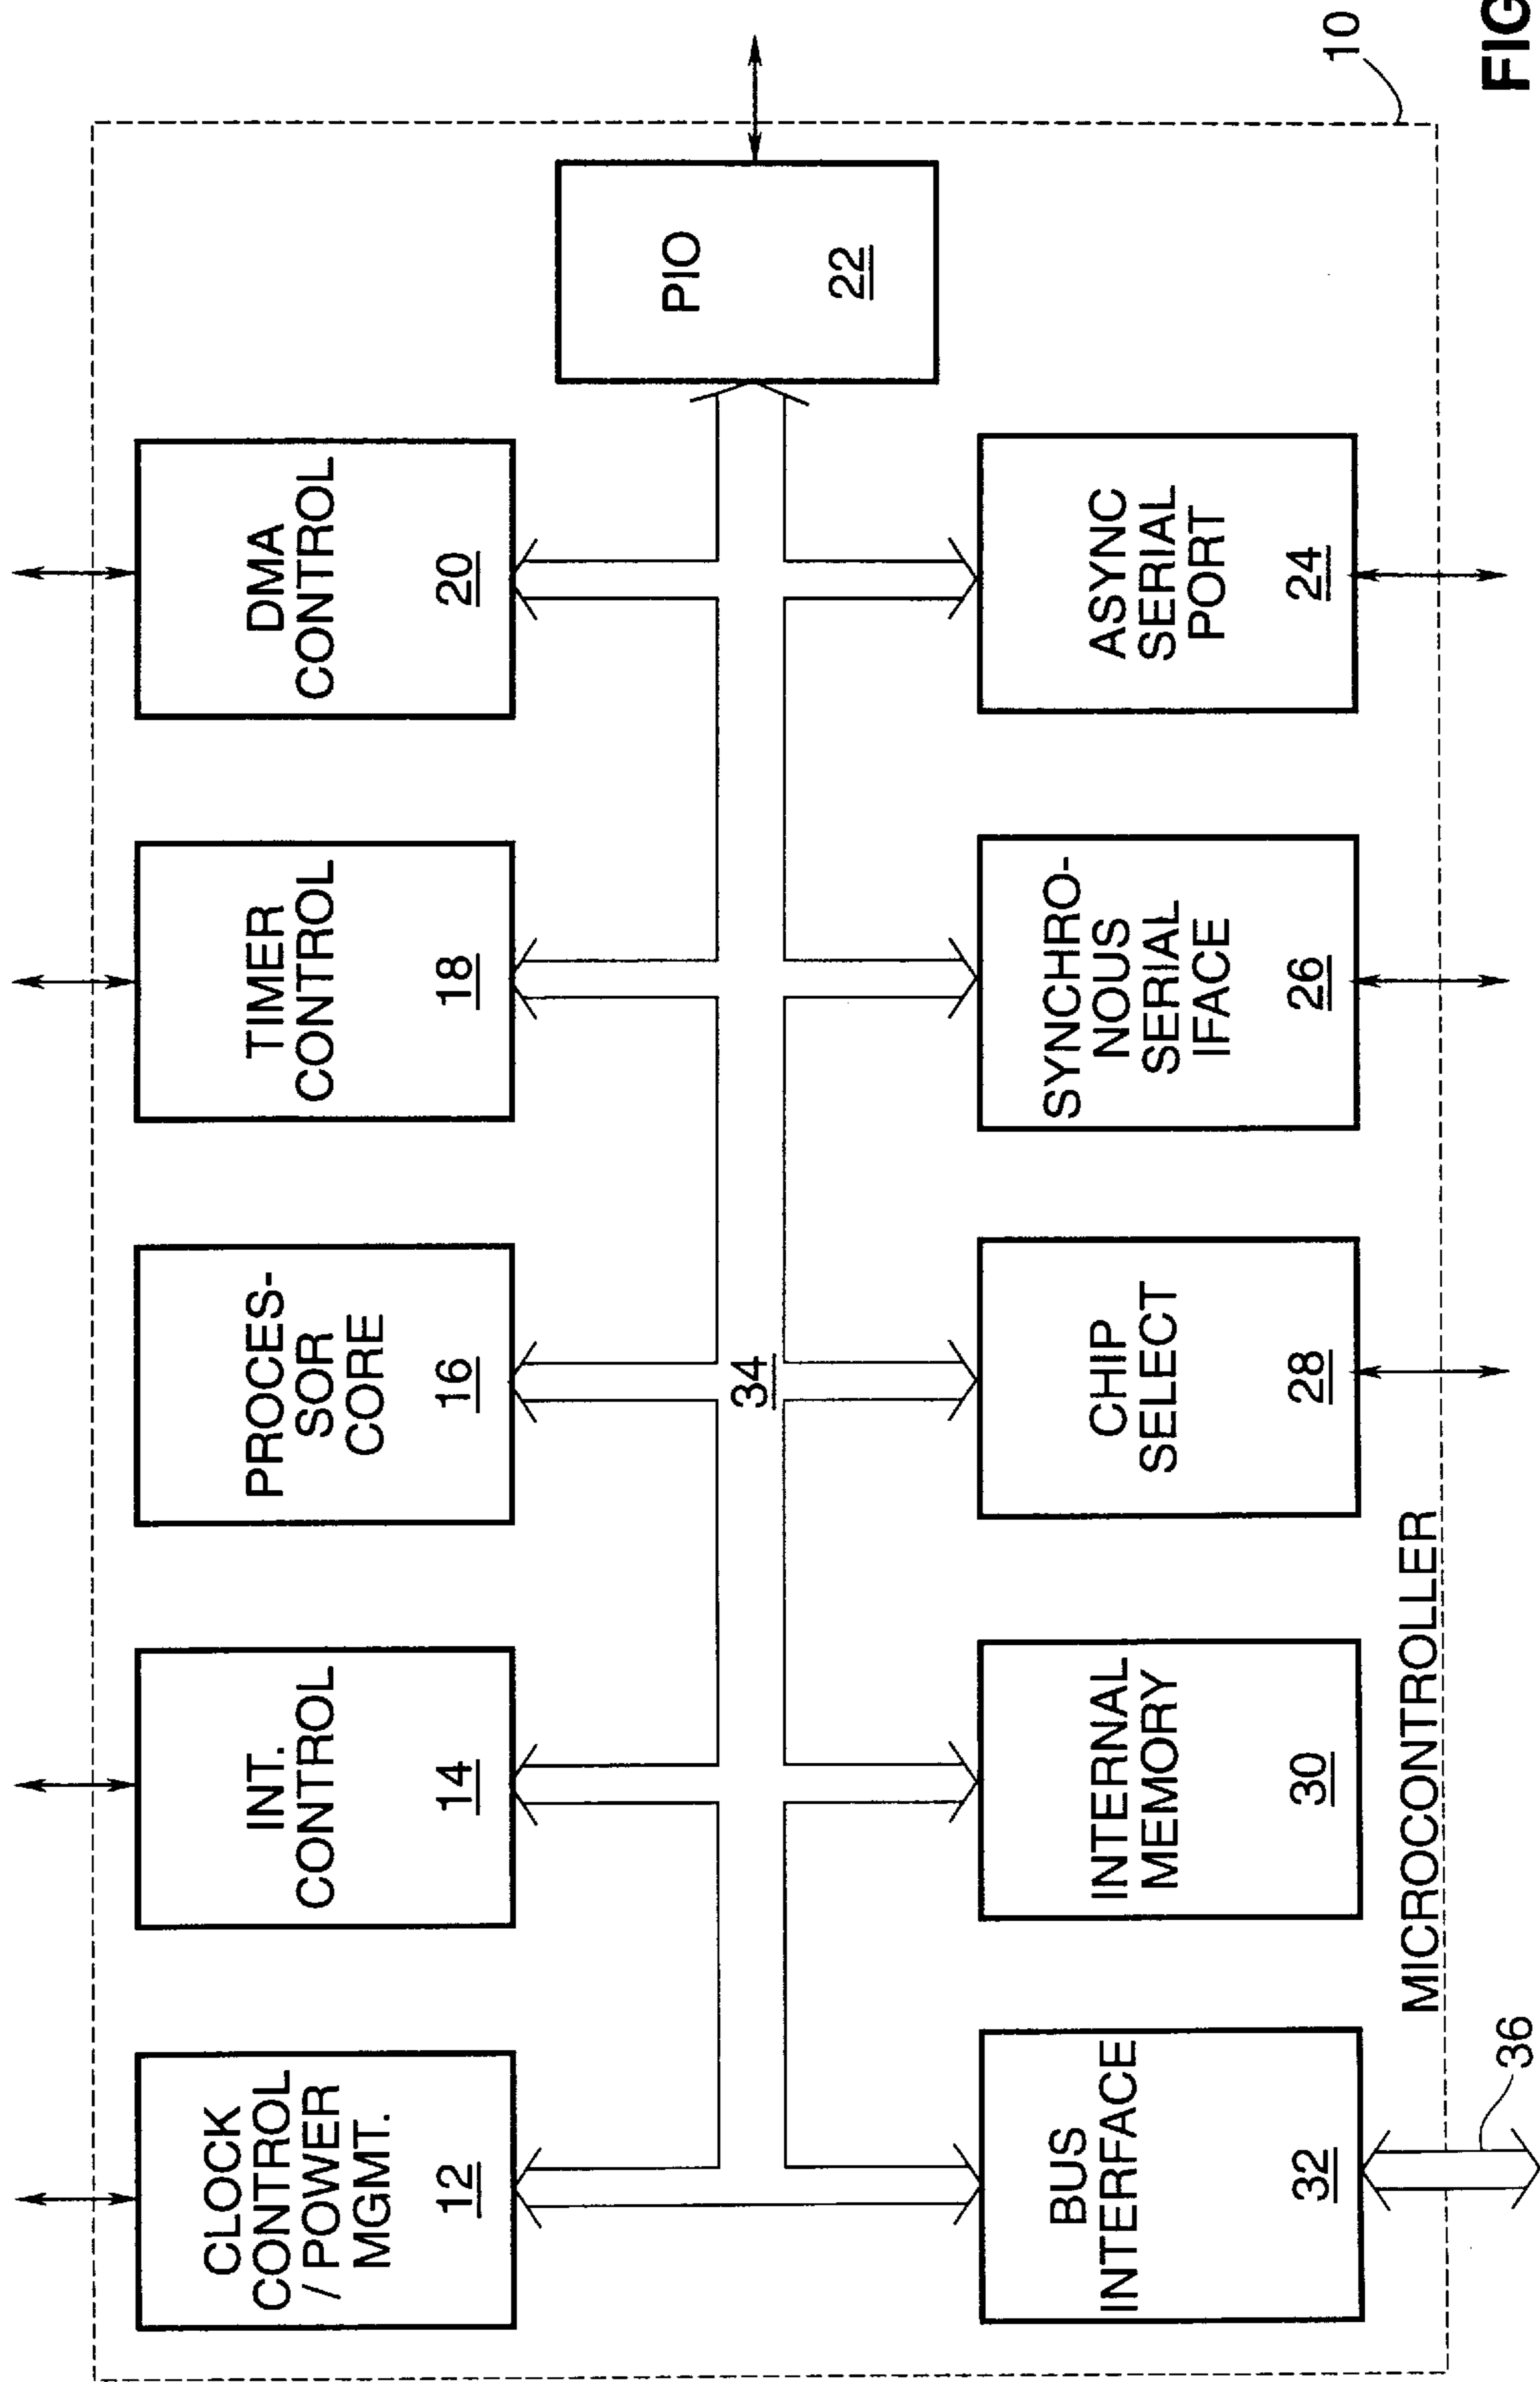 CLOCK
CONTROL
/ POWER
MGMT.
12
INT.
CONTROL
14
PROCES-
SOR
CORE
16
TIMER
CONTROL
18
DMA
CONTROL
20
PIO
22
34
BUS
INTERFACE
32
INTERNAL
MEMORY
30
CHIP
SELECT
28
SYNCHRO-
NOUS
SERIAL
IFACE
26
ASYNC
SERIAL
PORT
24
MICROCONTROLLER
10
36
FIG